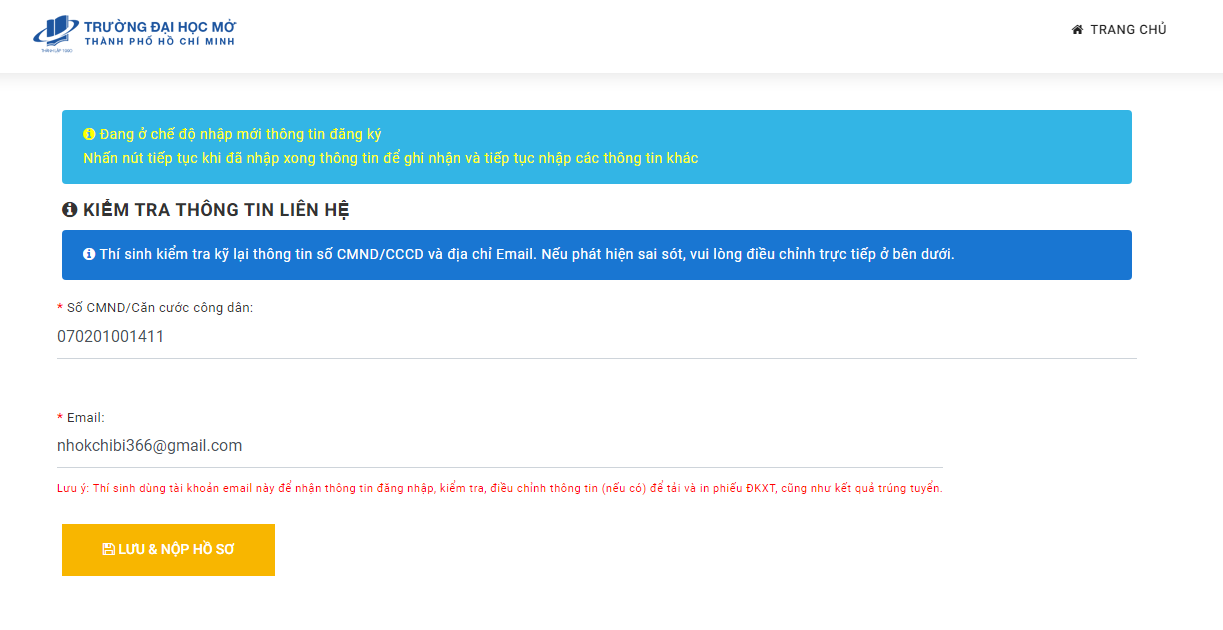 TRƯỜNG ĐẠI HỌC MỞ
THÀNH PHỐ HỒ CHÍ MINH
TRANG CHỦ
Đang ở chế độ nhập mới thông tin đăng ký
Nhấn nút tiếp tục khi đã nhập xong thông tin để ghi nhận và tiếp tục nhập các thông tin khác
KIỂM TRA THÔNG TIN LIÊN HỆ
Thí sinh kiểm tra kỹ lại thông tin số CMND/CCCD và địa chỉ Email. Nếu phát hiện sai sót, vui lòng điều chỉnh trực tiếp ở bên dưới.
* Số CMND/Căn cước công dân:
070201001411
* Email:
nhokchibi366@gmail.com
Lưu ý: Thí sinh dùng tài khoản email này để nhận thông tin đăng nhập, kiểm tra, điều chỉnh thông tin (nếu có) để tải và in phiếu ĐKXT, cũng như kết quả trúng tuyển.
LƯU & NỘP HỒ SƠ